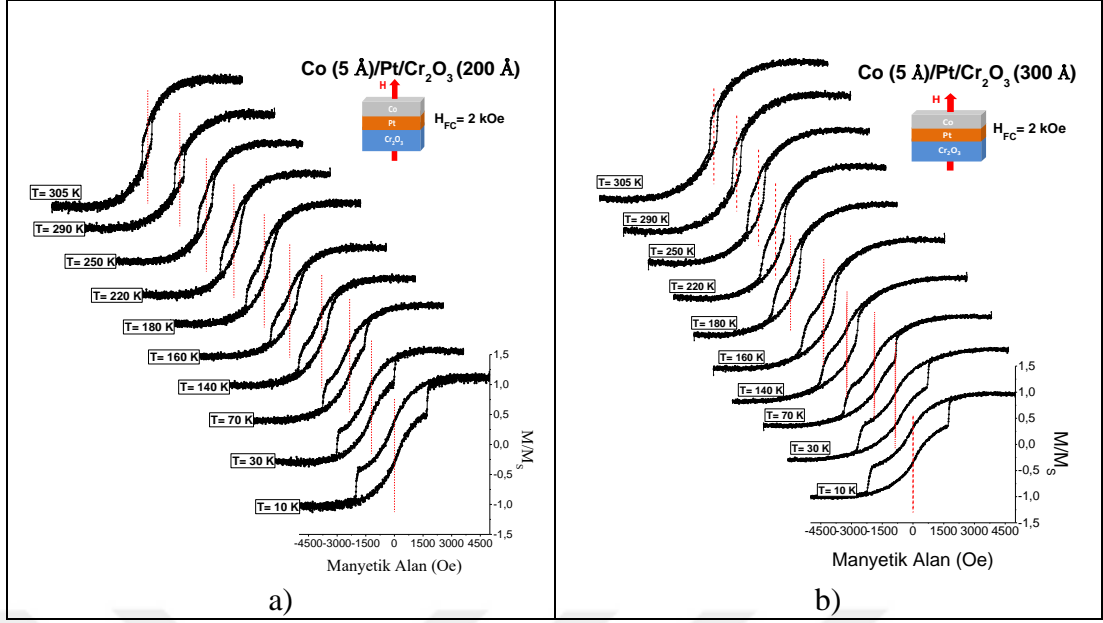 Co (5 Å)/Pt/Cr2O3 (200 Å)
H
Co
Pt
Cr2O3
HFC= 2 kOe
T= 305 K
T= 290 K
T= 250 K
T= 220 K
T= 180 K
T= 160 K
T= 140 K
T= 70 K
T= 30 K
T= 10 K
1,5
1,0
0,5
0,0
-0,5
-1,0
-1,5
M/MS
-4500 -3000 -1500 0 1500 3000 4500
Manyetik Alan (Oe)
a)
Co (5 Å)/Pt/Cr2O3 (300 Å)
H
Co
Pt
Cr2O3
HFC= 2 kOe
T= 305 K
T= 290 K
T= 250 K
T= 220 K
T= 180 K
T= 160 K
T= 140 K
T= 70 K
T= 30 K
T= 10 K
1,5
1,0
0,5
0,0
-0,5
-1,0
-1,5
M/MS
-4500 -3000 -1500 0 1500 3000 4500
Manyetik Alan (Oe)
b)